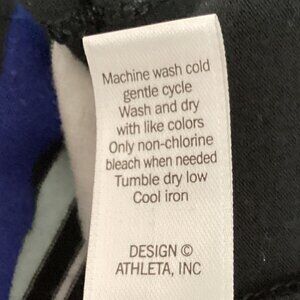 Machine wash cold
gentle cycle
Wash and dry
with like colors
Only non-chlorine
bleach when needed
Tumble dry low
Cool iron
DESIGN ©
ATHLETA, INC